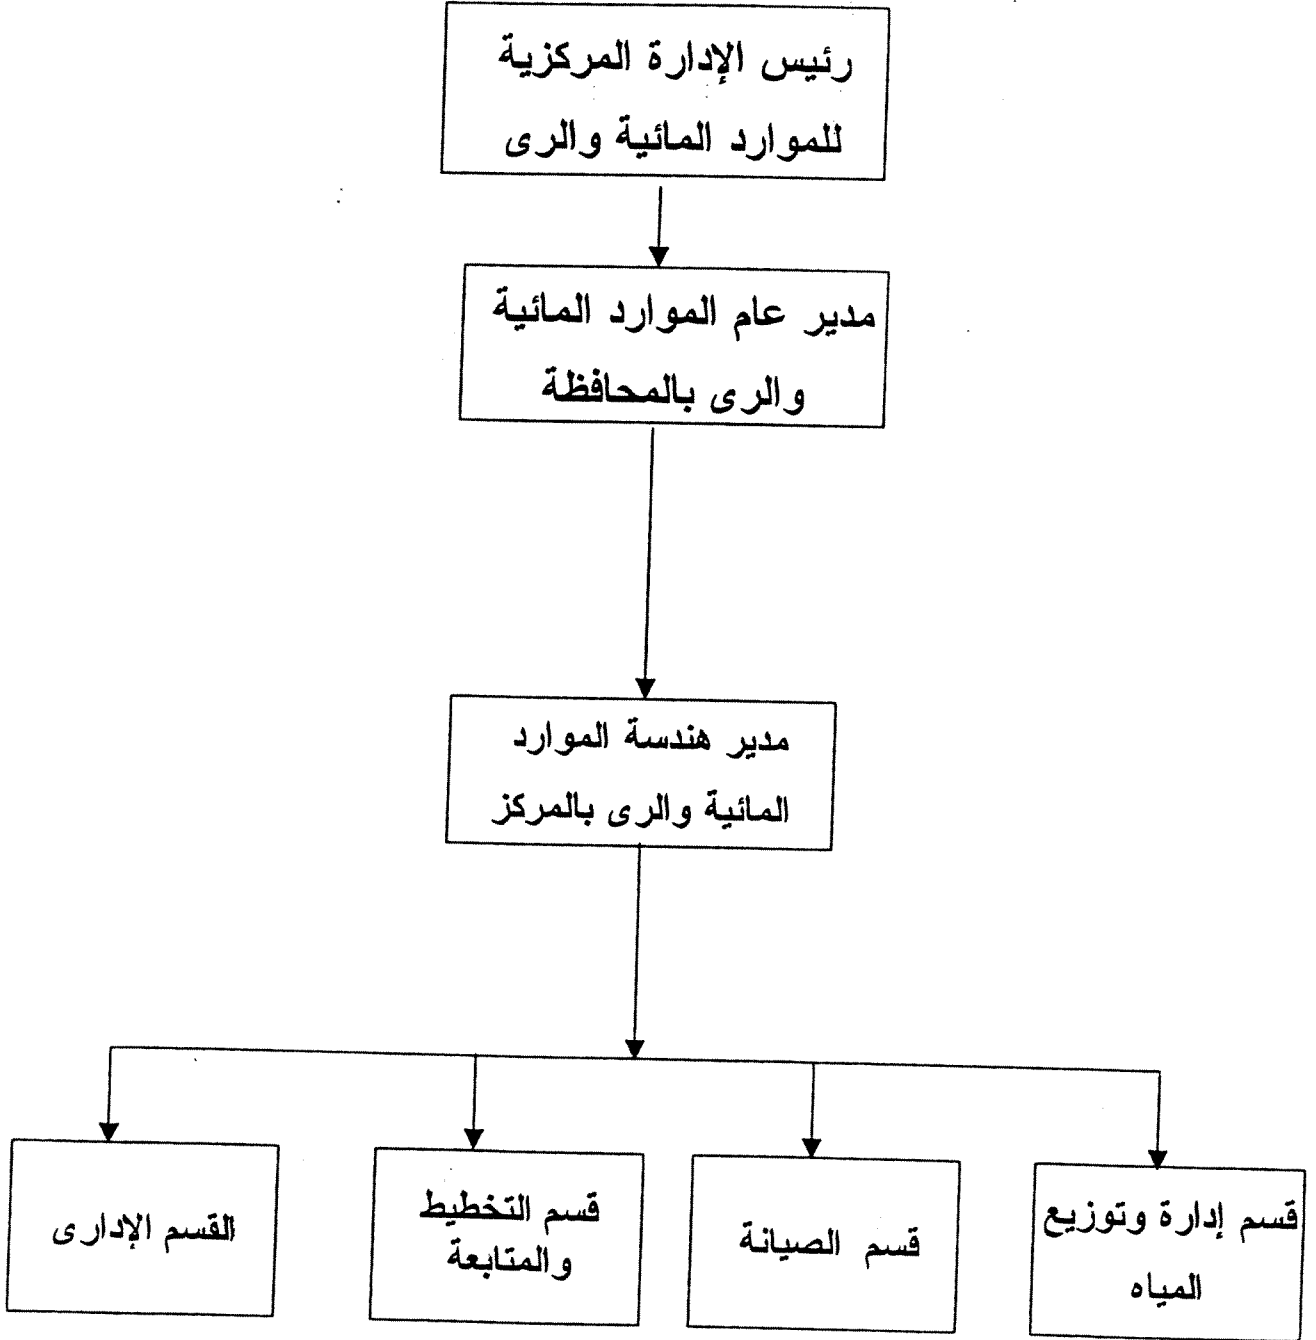 رئيس الإدارة المركزية
للموارد المائية والرى
مدير عام الموارد المائية
والرى بالمحافظة
مدير هندسة الموارد
المائية والرى بالمركز
قسم إدارة وتوزيع
المياه
قسم الصيانة
قسم التخطيط
والمتابعة
القسم الإدارى